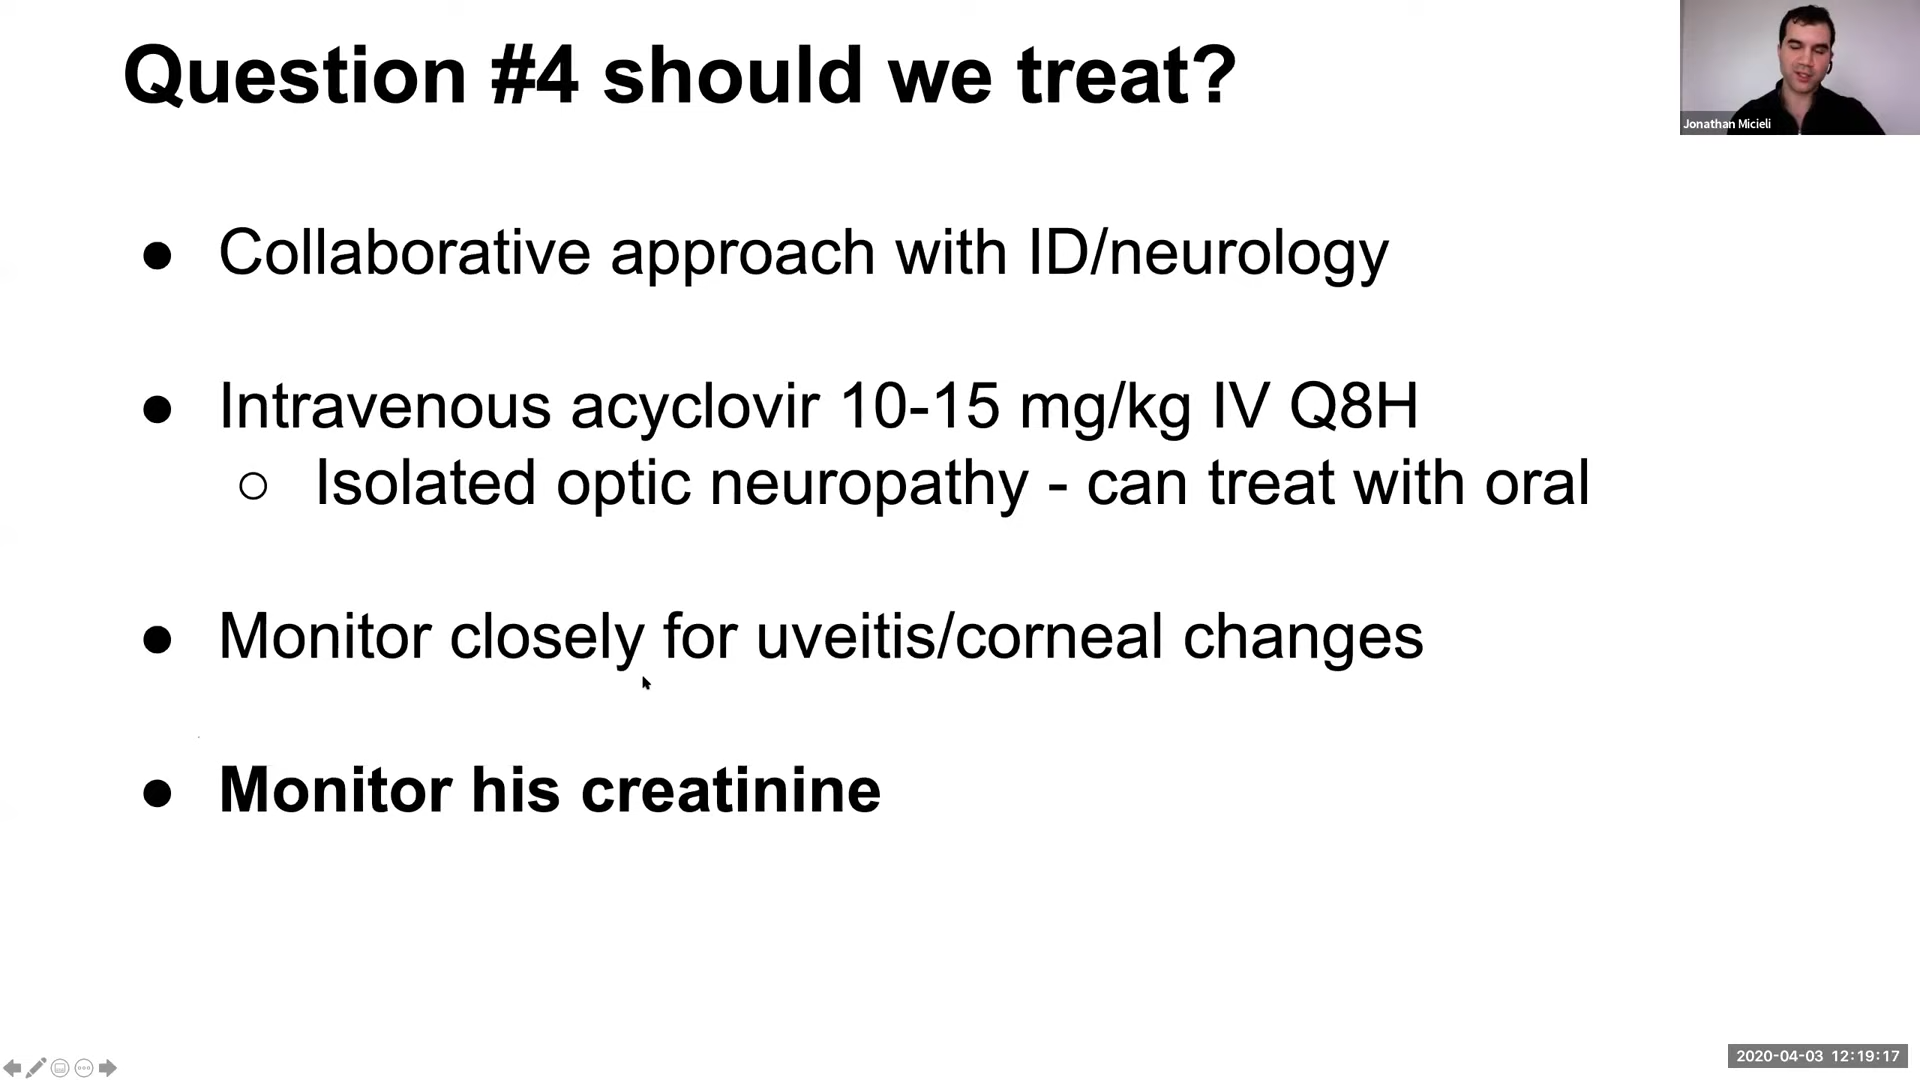 Question #4 should we treat?
Jonathan Micieli
● Collaborative approach with ID/neurology
● Intravenous acyclovir 10-15 mg/kg IV Q8H
○ Isolated optic neuropathy - can treat with oral
● Monitor closely for uveitis/corneal changes
● Monitor his creatinine
2020-04-03 12:19:17